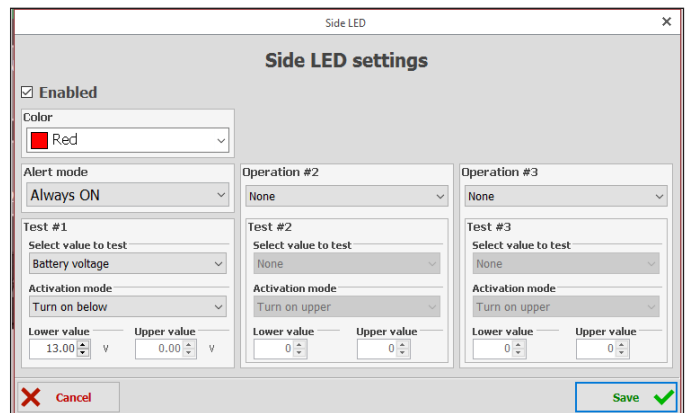 Side LED
Side LED settings
Enabled
Color
Red
Alert mode
Always ON
Operation #2
None
Operation #3
None
Test #1
Select value to test
Battery voltage
Activation mode
Turn on below
Lower value Upper value
13.00 V 0.00 V
Test #2
Select value to test
None
Activation mode
Turn on upper
Lower value Upper value
0 0
Test #3
Select value to test
None
Activation mode
Turn on upper
Lower value Upper value
0 0
Cancel
Save